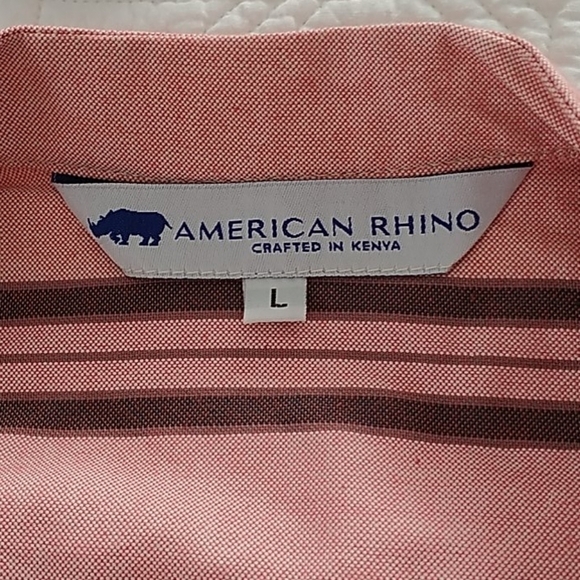 AMERICAN RHINO
CRAFTED IN KENYA
L